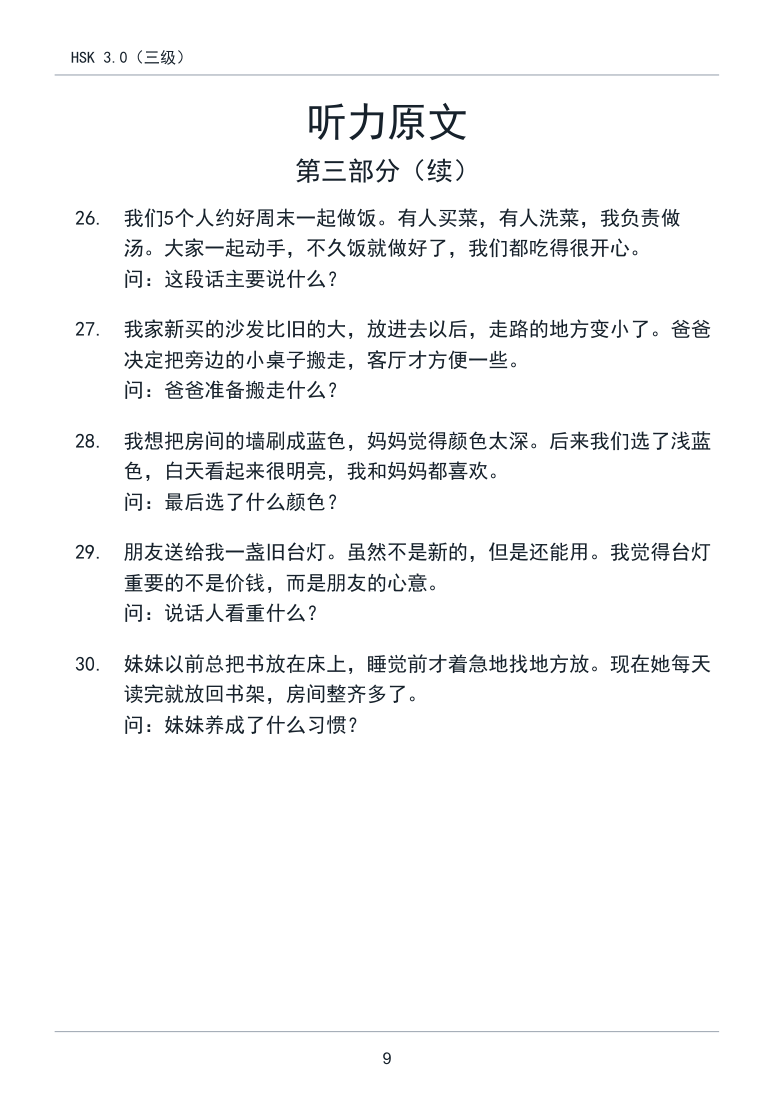 HSK 3.0（三级）
听力原文
第三部分（续）
26. 我们5个人约好周末一起做饭。有人买菜，有人洗菜，我负责做
汤。大家一起动手，不久饭就做好了，我们都吃得很开心。
问：这段话主要说什么？
27. 我家新买的沙发比旧的大，放进去以后，走路的地方变小了。爸爸
决定把旁边的小桌子搬走，客厅才方便一些。
问：爸爸准备搬走什么？
28. 我想把房间的墙刷成蓝色，妈妈觉得颜色太深。后来我们选了浅蓝
色，白天看起来很明亮，我和妈妈都喜欢。
问：最后选了什么颜色？
29. 朋友送给我一盏旧台灯。虽然不是新的，但是还能用。我觉得台灯
重要的不是价钱，而是朋友的心意。
问：说话人看重什么？
30. 妹妹以前总把书放在床上，睡觉前才着急地找地方放。现在她每天
读完就放回书架，房间整齐多了。
问：妹妹养成了什么习惯？
9